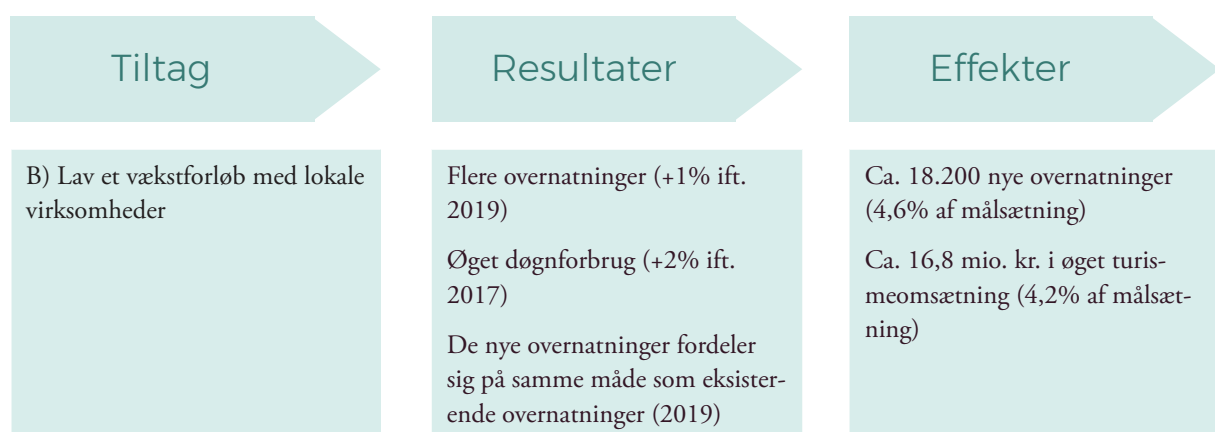 Tiltag
Resultater
Effekter
B) Lav et vækstforløb med lokale
virksomheder
Flere overnatninger (+1% ift.
2019)
Øget døgnforbrug (+2% ift.
2017)
De nye overnatninger fordeler
sig på samme måde som eksister-
ende overnatninger (2019)
Ca. 18.200 nye overnatninger
(4,6% af målsætning)
Ca. 16,8 mio. kr. i øget turis-
meomsætning (4,2% af målsæt-
ning)